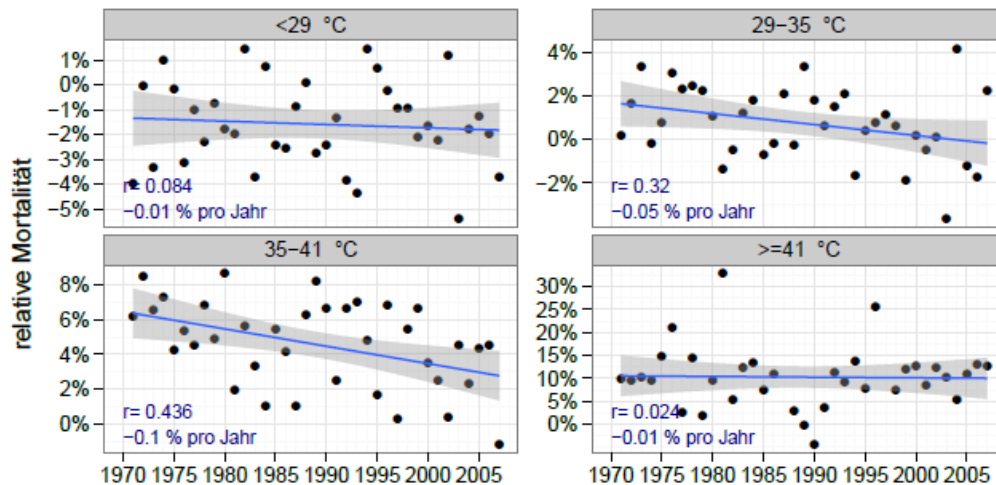 <29 °C
29−35 °C
relative Mortalität
1%
0%
−1%
−2%
−3%
−4%
−5%
r= 0.084
−0.01 % pro Jahr
4%
2%
0%
−2%
r= 0.32
−0.05 % pro Jahr
35−41 °C
>=41 °C
8%
6%
4%
2%
0%
r= 0.436
−0.1 % pro Jahr
30%
25%
20%
15%
10%
5%
0%
r= 0.024
−0.01 % pro Jahr
1970 1975 1980 1985 1990 1995 2000 2005
1970 1975 1980 1985 1990 1995 2000 2005